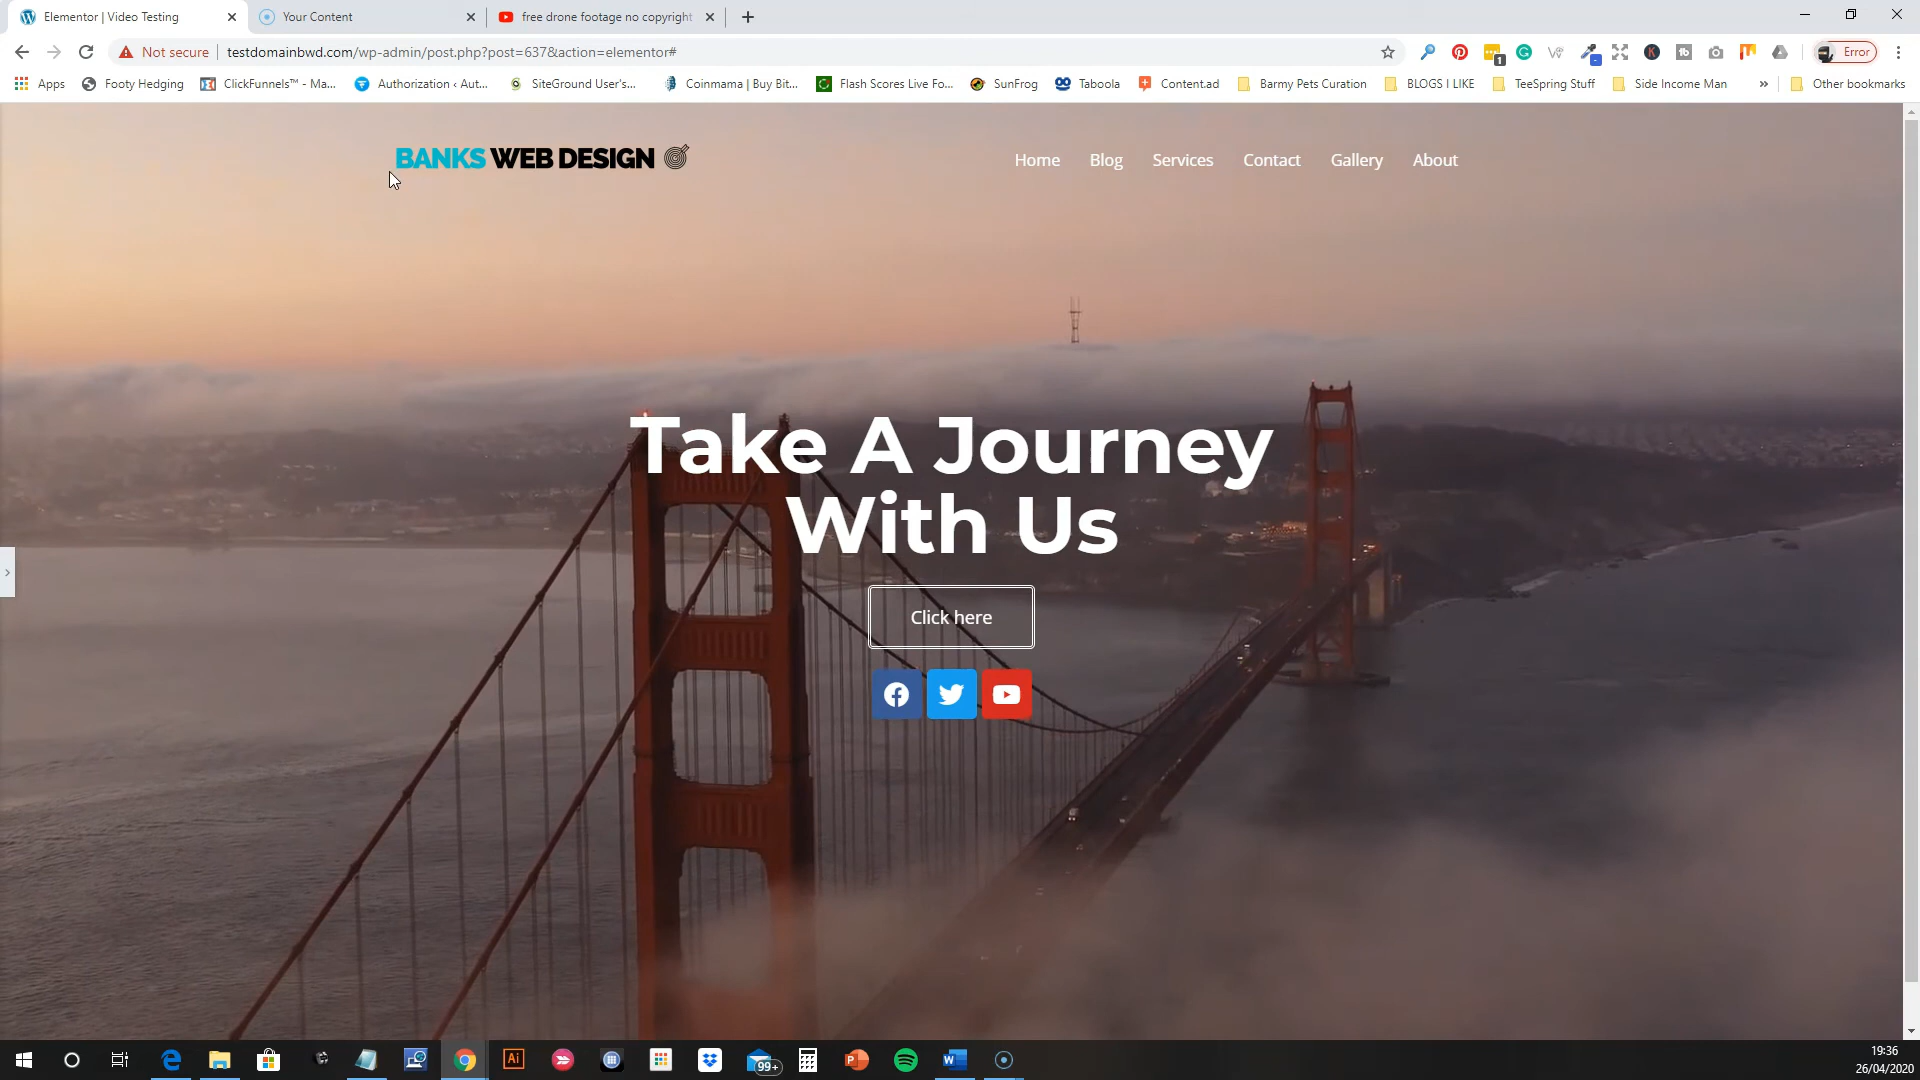 Elementor | Video Testing
Your Content
free drone footage no copyright
Not secure
testdomainbwd.com/wp-admin/post.php?post=637&action=elementor#
1
tb
Error
Apps
Footy Hedging
ClickFunnels™ - Ma...
Authorization ‹ Aut...
SiteGround User's...
Coinmama | Buy Bit...
Flash Scores Live Fo...
SunFrog
Taboola
Content.ad
Barmy Pets Curation
BLOGS I LIKE
TeeSpring Stuff
Side Income Man
»
Other bookmarks
BANKS WEB DESIGN
Home
Blog
Services
Contact
Gallery
About
Take A Journey
With Us
Click here
Ai
99+
19:36
26/04/2020